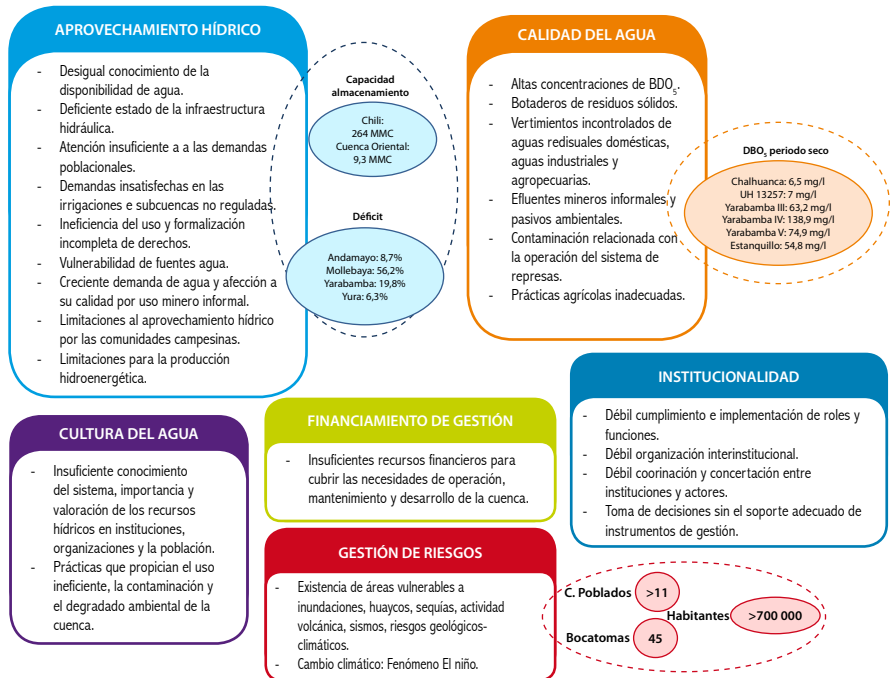 APROVECHAMIENTO HÍDRICO
- Desigual conocimiento de la
disponibilidad de agua.
- Deficiente estado de la infraestructura
hidráulica.
- Atención insuficiente a a las demandas
poblacionales.
- Demandas insatisfechas en las
irrigaciones e subcuencas no reguladas.
- Ineficiencia del uso y formalización
incompleta de derechos.
- Vulnerabilidad de fuentes agua.
- Creciente demanda de agua y afección a
su calidad por uso minero informal.
- Limitaciones al aprovechamiento hídrico
por las comunidades campesinas.
- Limitaciones para la producción
hidroenergética.
Capacidad
almacenamiento
Chili:
264 MMC
Cuenca Oriental:
9,3 MMC
Déficit
Andamayo: 8,7%
Mollebaya: 56,2%
Yarabamba: 19,8%
Yura: 6,3%
CALIDAD DEL AGUA
- Altas concentraciones de BDO₅.
- Botaderos de residuos sólidos.
- Vertimientos incontrolados de
aguas redisuales domésticas,
aguas industriales y
agropecuarias.
- Efluentes mineros informales y
pasivos ambientales.
- Contaminación relacionada con
la operación del sistema de
represas.
- Prácticas agrícolas inadecuadas.
DBO₅ periodo seco
Chalhuanca: 6,5 mg/l
UH 13257: 7 mg/l
Yarabamba III: 63,2 mg/l
Yarabamba IV: 138,9 mg/l
Yarabamba V: 74,9 mg/l
Estanquillo: 54,8 mg/l
CULTURA DEL AGUA
- Insuficiente conocimiento
del sistema, importancia y
valoración de los recursos
hídricos en instituciones,
organizaciones y la población.
- Prácticas que propician el uso
ineficiente, la contaminación y
el degradado ambiental de la
cuenca.
FINANCIAMIENTO DE GESTIÓN
- Insuficientes recursos financieros para
cubrir las necesidades de operación,
mantenimiento y desarrollo de la cuenca.
INSTITUCIONALIDAD
- Débil cumplimiento e implementación de roles y
funciones.
- Débil organización interinstitucional.
- Débil coorinación y concertación entre
instituciones y actores.
- Toma de decisiones sin el soporte adecuado de
instrumentos de gestión.
GESTIÓN DE RIESGOS
- Existencia de áreas vulnerables a
inundaciones, huaycos, sequías, actividad
volcánica, sismos, riesgos geológicos-
climáticos.
- Cambio climático: Fenómeno El niño.
C. Poblados >11
Habitantes >700 000
Bocatomas 45